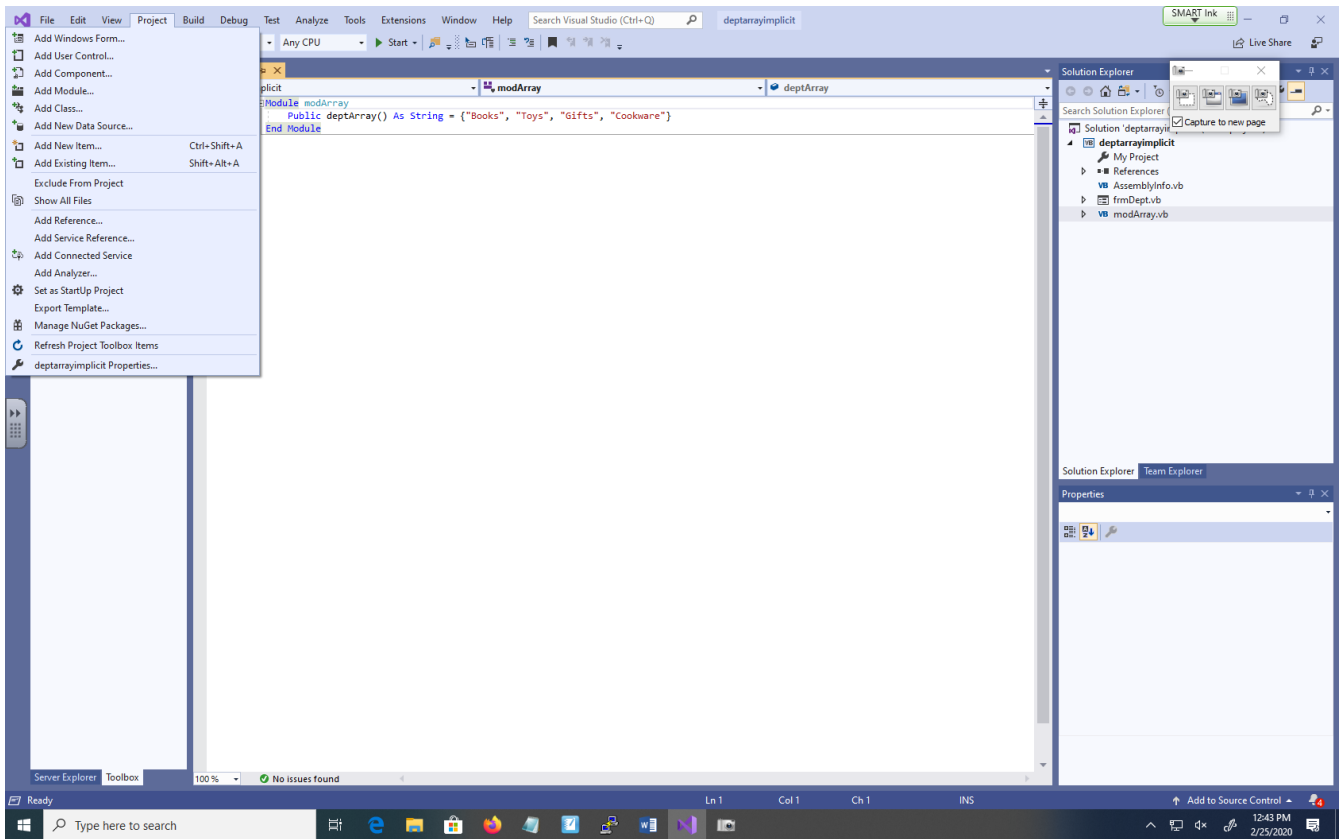 File Edit View Project Build Debug Test Analyze Tools Extensions Window Help Search Visual Studio (Ctrl+Q) deptarrayimplicit
SMART Ink
Add Windows Form...
Any CPU Start Live Share
Add User Control...
Add Component...
Add Module...
Add Class...
Add New Data Source...
Add New Item... Ctrl+Shift+A
Add Existing Item... Shift+Alt+A
Exclude From Project
Show All Files
Add Reference...
Add Service Reference...
Add Connected Service
Add Analyzer...
Set as StartUp Project
Export Template...
Manage NuGet Packages...
Refresh Project Toolbox Items
deptarrayimplicit Properties...
plicit modArray deptArray
Module modArray
Public deptArray() As String = {"Books", "Toys", "Gifts", "Cookware"}
End Module
Solution Explorer
Search Solution Explorer (
Capture to new page
Solution 'deptarrayi
VB deptarrayimplicit
My Project
References
VB AssemblyInfo.vb
frmDept.vb
VB modArray.vb
Solution Explorer Team Explorer
Properties
Server Explorer Toolbox
100 % No issues found
Ready Ln 1 Col 1 Ch 1 INS Add to Source Control 4
Type here to search
12:43 PM
2/25/2020